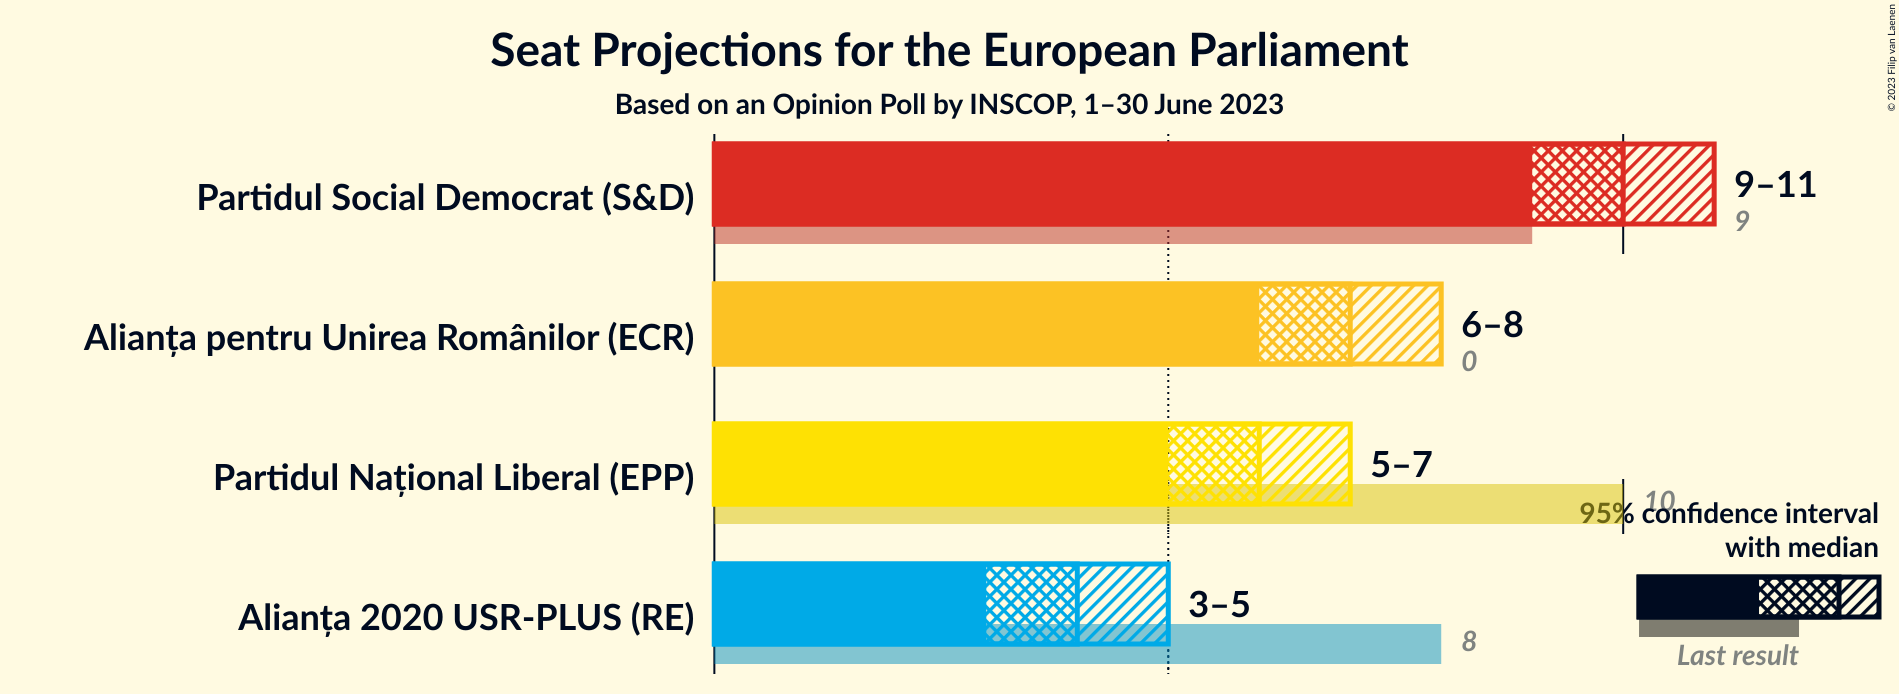 Seat Projections for the European Parliament
Based on an Opinion Poll by INSCOP, 1–30 June 2023
© 2023 Filip van Laenen
Partidul Social Democrat (S&D)
9–11
9
Alianța pentru Unirea Românilor (ECR)
6–8
0
Partidul Național Liberal (EPP)
5–7
10
95% confidence interval
with median
Alianța 2020 USR-PLUS (RE)
3–5
8
Last result